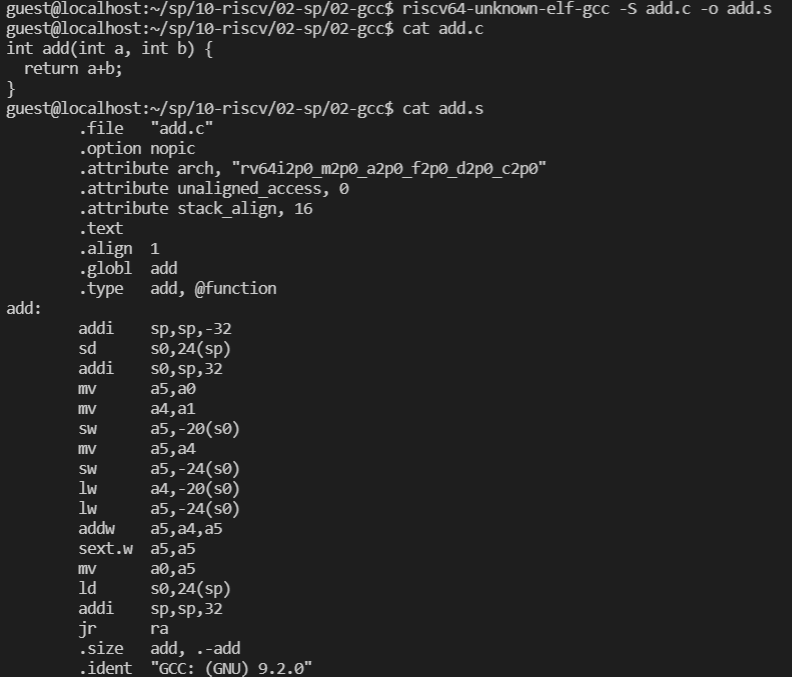 guest@localhost:~/sp/10-riscv/02-sp/02-gcc$ riscv64-unknown-elf-gcc -S add.c -o add.s
guest@localhost:~/sp/10-riscv/02-sp/02-gcc$ cat add.c
int add(int a, int b) {
  return a+b;
}
guest@localhost:~/sp/10-riscv/02-sp/02-gcc$ cat add.s
        .file   "add.c"
        .option nopic
        .attribute arch, "rv64i2p0_m2p0_a2p0_f2p0_d2p0_c2p0"
        .attribute unaligned_access, 0
        .attribute stack_align, 16
        .text
        .align  1
        .globl  add
        .type   add, @function
add:
        addi    sp,sp,-32
        sd      s0,24(sp)
        addi    s0,sp,32
        mv      a5,a0
        mv      a4,a1
        sw      a5,-20(s0)
        mv      a5,a4
        sw      a5,-24(s0)
        lw      a4,-20(s0)
        lw      a5,-24(s0)
        addw    a5,a4,a5
        sext.w  a5,a5
        mv      a0,a5
        ld      s0,24(sp)
        addi    sp,sp,32
        jr      ra
        .size   add, .-add
        .ident  "GCC: (GNU) 9.2.0"